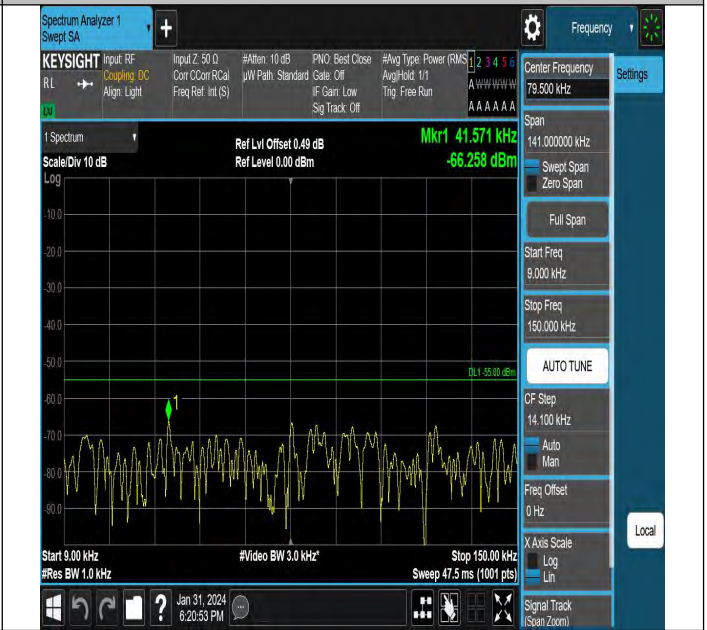 Spectrum Analyzer 1
Swept SA
+
Frequency
KEYSIGHT
RL
Input: RF
Coupling: DC
Align: Light
Input Z: 50 Ω
Corr CCorr RCal
Freq Ref: Int (S)
#Atten: 10 dB
µW Path: Standard
PNO: Best Close
Gate: Off
IF Gain: Low
Sig Track: Off
#Avg Type: Power (RMS
Avg|Hold: 1/1
Trig: Free Run
1 2 3 4 5 6
A W W W W W
A A A A A A
1 Spectrum
Scale/Div 10 dB
Ref Lvl Offset 0.49 dB
Ref Level 0.00 dBm
Mkr1 41.571 kHz
-66.258 dBm
Log
-10.0
-20.0
-30.0
-40.0
-50.0
DL1 -55.00 dBm
-60.0
1
-70.0
-80.0
-90.0
Start 9.00 kHz
#Res BW 1.0 kHz
#Video BW 3.0 kHz*
Stop 150.00 kHz
Sweep 47.5 ms (1001 pts)
Center Frequency
79.500 kHz
Settings
Span
141.000000 kHz
Swept Span
Zero Span
Full Span
Start Freq
9.000 kHz
Stop Freq
150.000 kHz
AUTO TUNE
CF Step
14.100 kHz
Auto
Man
Freq Offset
0 Hz
X Axis Scale
Log
Lin
Signal Track
(Span Zoom)
Local
?
Jan 31, 2024
6:20:53 PM